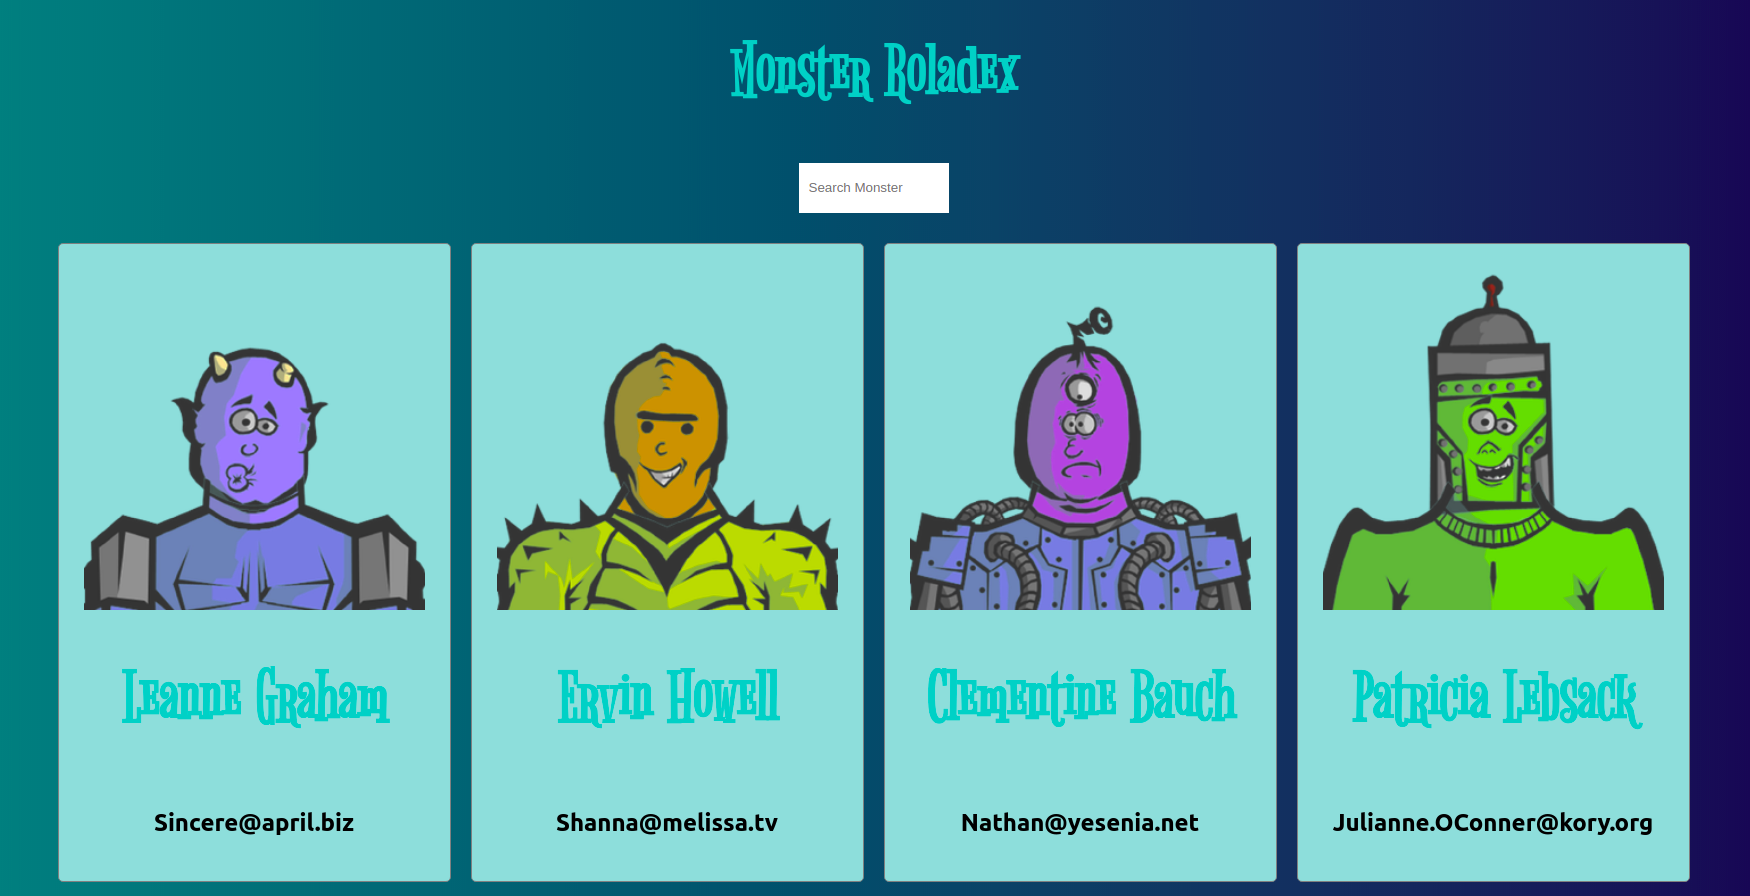 Monster Roladex
Search Monster
Leanne Graham
Ervin Howell
Clementine Bauch
Patricia Lebsack
Sincere@april.biz
Shanna@melissa.tv
Nathan@yesenia.net
Julianne.OConner@kory.org